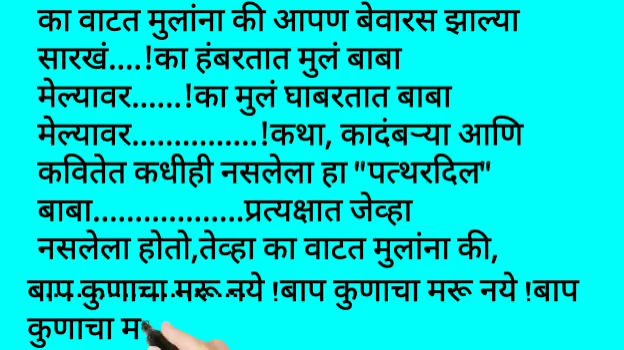 का वाटत मुलांना की आपण बेवारस झाल्या
सारखं....!का हंबरतात मुलं बाबा
मेल्यावर......!का मुलं घाबरतात बाबा
मेल्यावर...............!कथा, कादंबऱ्या आणि
कवितेत कधीही नसलेला हा "पत्थरदिल"
बाबा..................प्रत्यक्षात जेव्हा
नसलेला होतो,तेव्हा का वाटत मुलांना की,
बाप कुणाचा मरू नये !बाप कुणाचा मरू नये !बाप
कुणाचा म